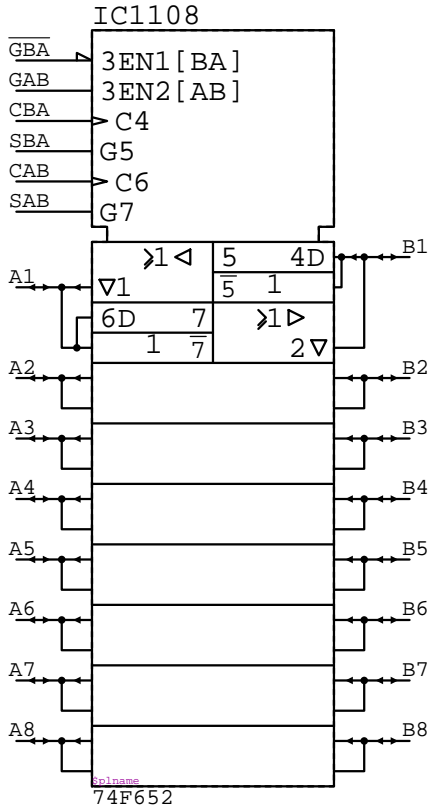 IC1108
GBA
3EN1[BA]
GAB
3EN2[AB]
CBA
C4
SBA
G5
CAB
C6
SAB
G7
≥1 5 4D B1
A1 1 5 1
6D 7 ≥1
1 7 2
A2 B2
A3 B3
A4 B4
A5 B5
A6 B6
A7 B7
A8 B8
$plname
74F652